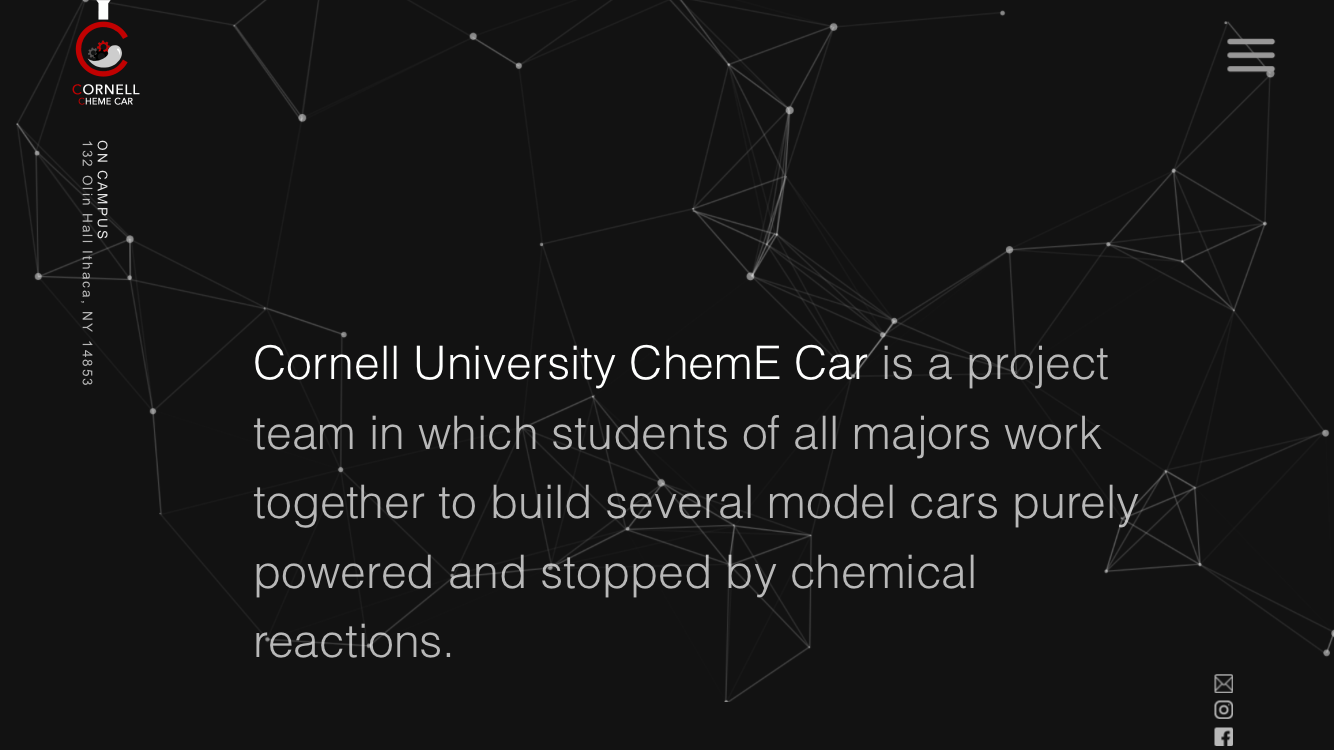 CORNELL
CHEME CAR
ON CAMPUS
132 Olin Hall Ithaca, NY 14853
Cornell University ChemE Car is a project
team in which students of all majors work
together to build several model cars purely
powered and stopped by chemical
reactions.